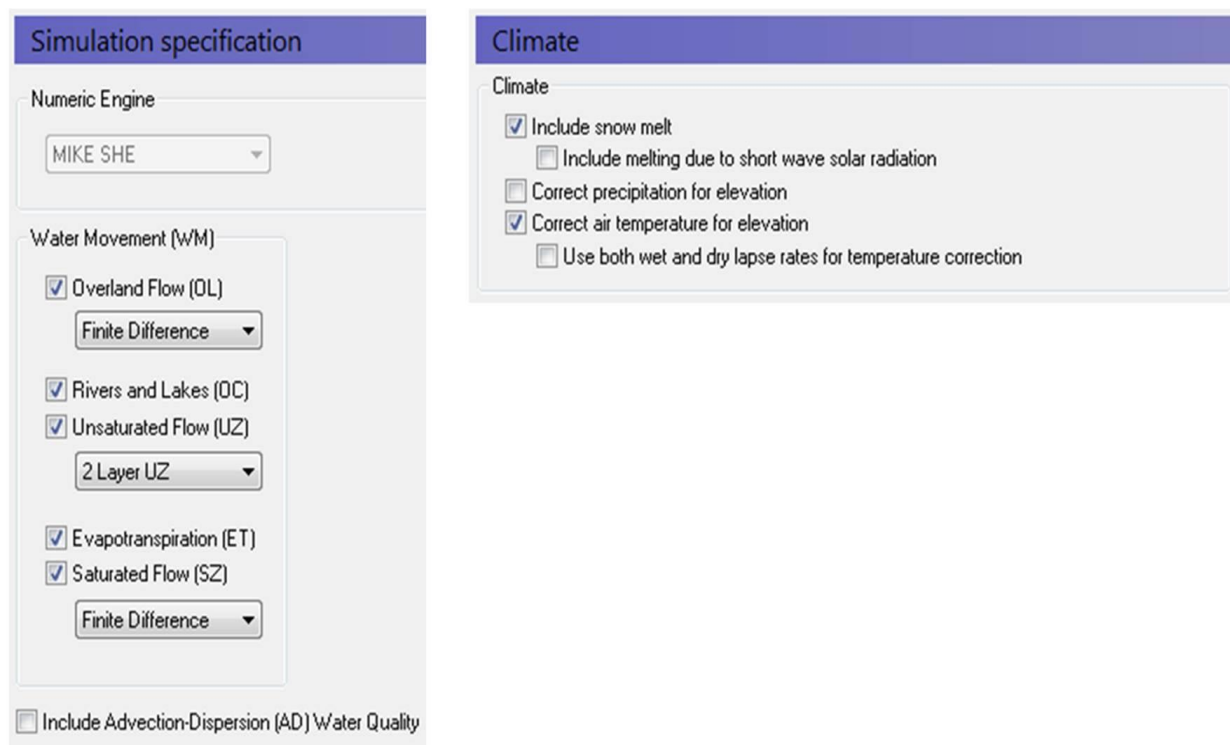 Simulation specification
Numeric Engine
MIKE SHE
Water Movement (WM)
Overland Flow (OL)
Finite Difference
Rivers and Lakes (OC)
Unsaturated Flow (UZ)
2 Layer UZ
Evapotranspiration (ET)
Saturated Flow (SZ)
Finite Difference
Include Advection-Dispersion (AD) Water Quality
Climate
Climate
Include snow melt
Include melting due to short wave solar radiation
Correct precipitation for elevation
Correct air temperature for elevation
Use both wet and dry lapse rates for temperature correction